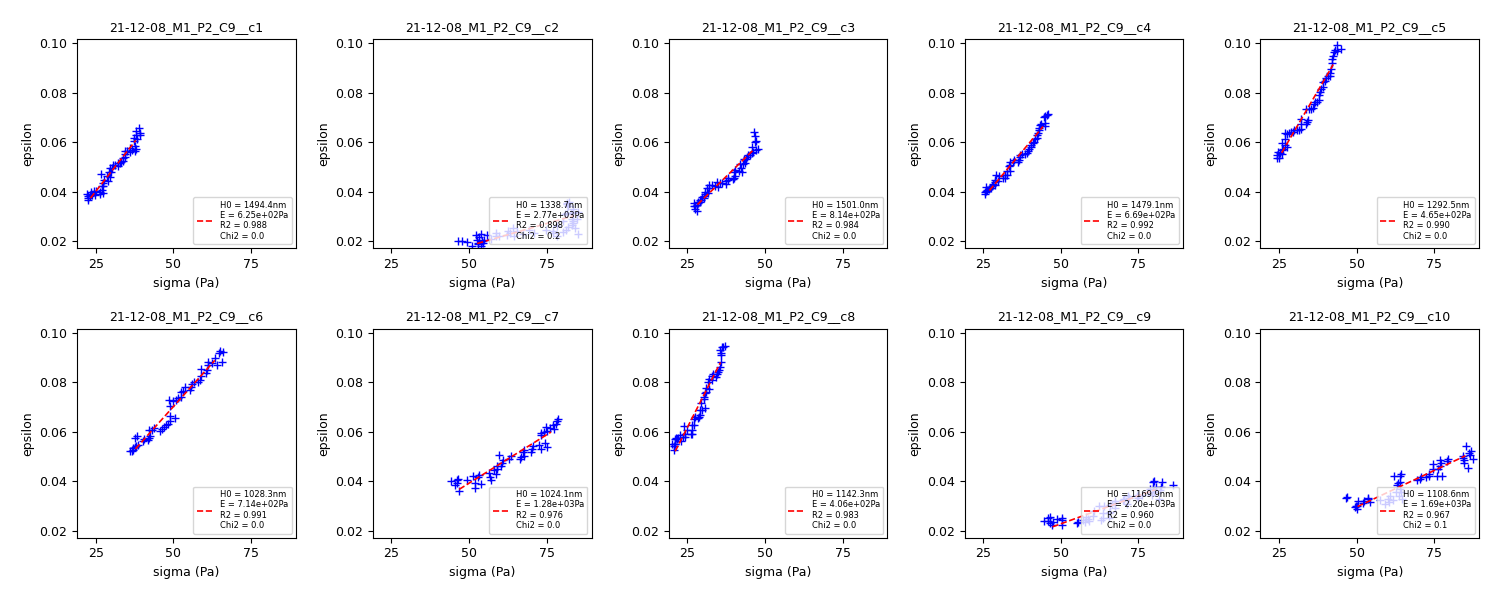 21-12-08_M1_P2_C9__c1
0.10
0.08
0.06
0.04
0.02
epsilon
25 50 75
sigma (Pa)
H0 = 1494.4nm
E = 6.25e+02Pa
R2 = 0.988
Chi2 = 0.0
21-12-08_M1_P2_C9__c2
0.10
0.08
0.06
0.04
0.02
epsilon
25 50 75
sigma (Pa)
H0 = 1338.7nm
E = 2.77e+03Pa
R2 = 0.898
Chi2 = 0.2
21-12-08_M1_P2_C9__c3
0.10
0.08
0.06
0.04
0.02
epsilon
25 50 75
sigma (Pa)
H0 = 1501.0nm
E = 8.14e+02Pa
R2 = 0.984
Chi2 = 0.0
21-12-08_M1_P2_C9__c4
0.10
0.08
0.06
0.04
0.02
epsilon
25 50 75
sigma (Pa)
H0 = 1479.1nm
E = 6.69e+02Pa
R2 = 0.992
Chi2 = 0.0
21-12-08_M1_P2_C9__c5
0.10
0.08
0.06
0.04
0.02
epsilon
25 50 75
sigma (Pa)
H0 = 1292.5nm
E = 4.65e+02Pa
R2 = 0.990
Chi2 = 0.0
21-12-08_M1_P2_C9__c6
0.10
0.08
0.06
0.04
0.02
epsilon
25 50 75
sigma (Pa)
H0 = 1028.3nm
E = 7.14e+02Pa
R2 = 0.991
Chi2 = 0.0
21-12-08_M1_P2_C9__c7
0.10
0.08
0.06
0.04
0.02
epsilon
25 50 75
sigma (Pa)
H0 = 1024.1nm
E = 1.28e+03Pa
R2 = 0.976
Chi2 = 0.0
21-12-08_M1_P2_C9__c8
0.10
0.08
0.06
0.04
0.02
epsilon
25 50 75
sigma (Pa)
H0 = 1142.3nm
E = 4.06e+02Pa
R2 = 0.983
Chi2 = 0.0
21-12-08_M1_P2_C9__c9
0.10
0.08
0.06
0.04
0.02
epsilon
25 50 75
sigma (Pa)
H0 = 1169.9nm
E = 2.20e+03Pa
R2 = 0.960
Chi2 = 0.0
21-12-08_M1_P2_C9__c10
0.10
0.08
0.06
0.04
0.02
epsilon
25 50 75
sigma (Pa)
H0 = 1108.6nm
E = 1.69e+03Pa
R2 = 0.967
Chi2 = 0.1